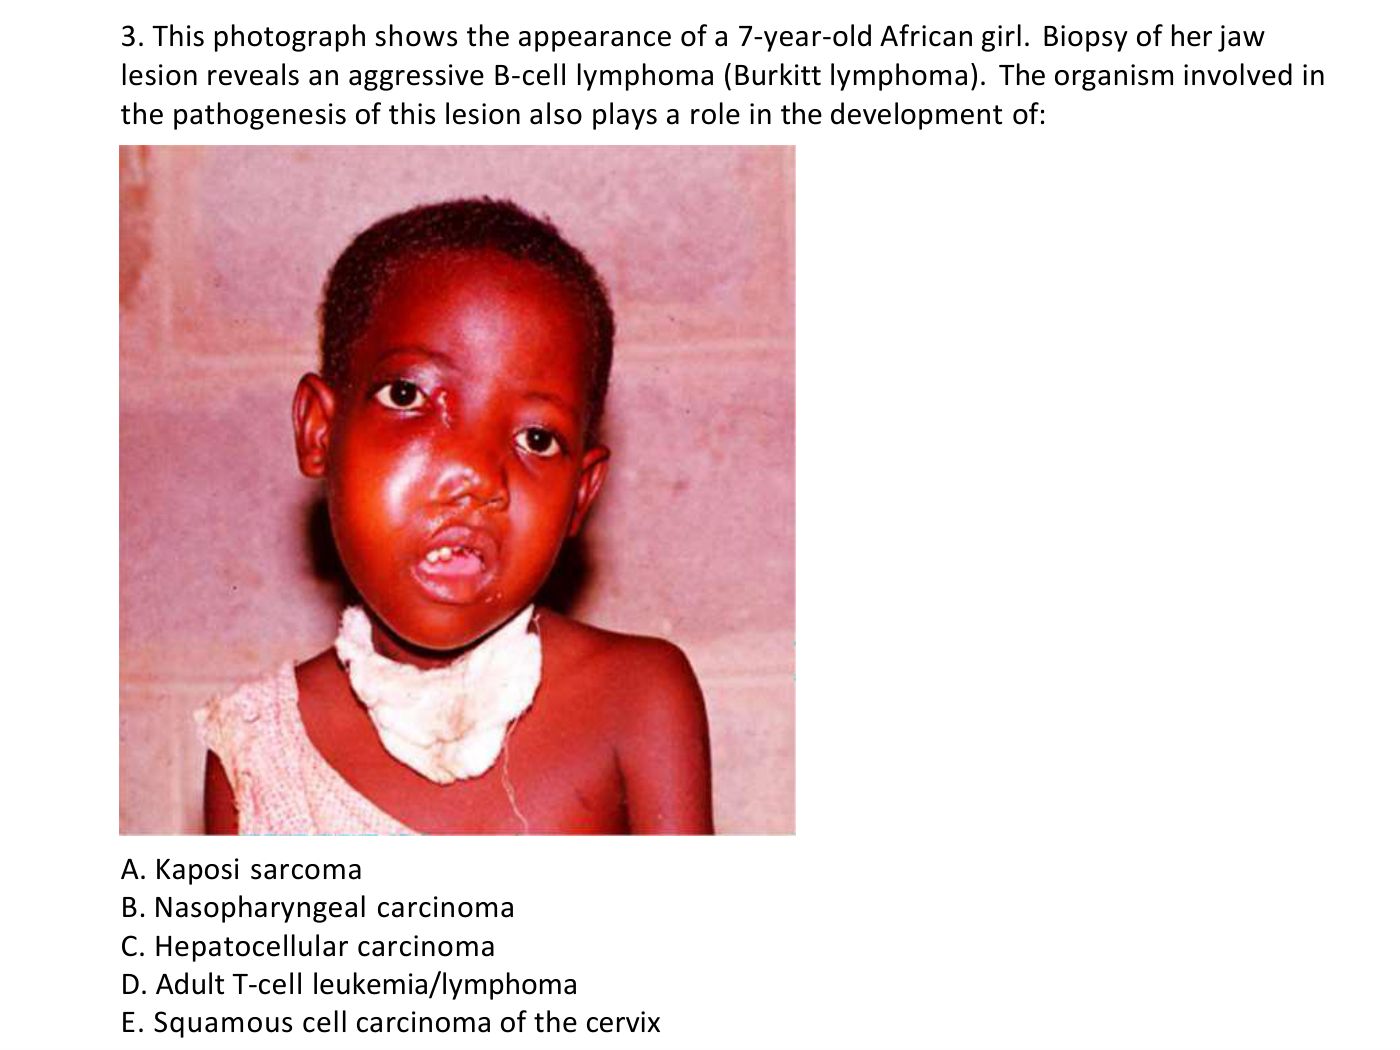 3. This photograph shows the appearance of a 7-year-old African girl. Biopsy of her jaw
lesion reveals an aggressive B-cell lymphoma (Burkitt lymphoma). The organism involved in
the pathogenesis of this lesion also plays a role in the development of:
A. Kaposi sarcoma
B. Nasopharyngeal carcinoma
C. Hepatocellular carcinoma
D. Adult T-cell leukemia/lymphoma
E. Squamous cell carcinoma of the cervix